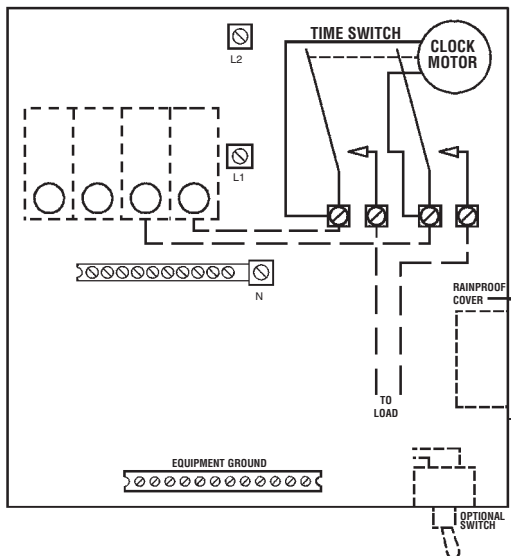 L2
TIME SWITCH
CLOCK
MOTOR
L1
N
RAINPROOF
COVER
TO
LOAD
EQUIPMENT GROUND
OPTIONAL
SWITCH